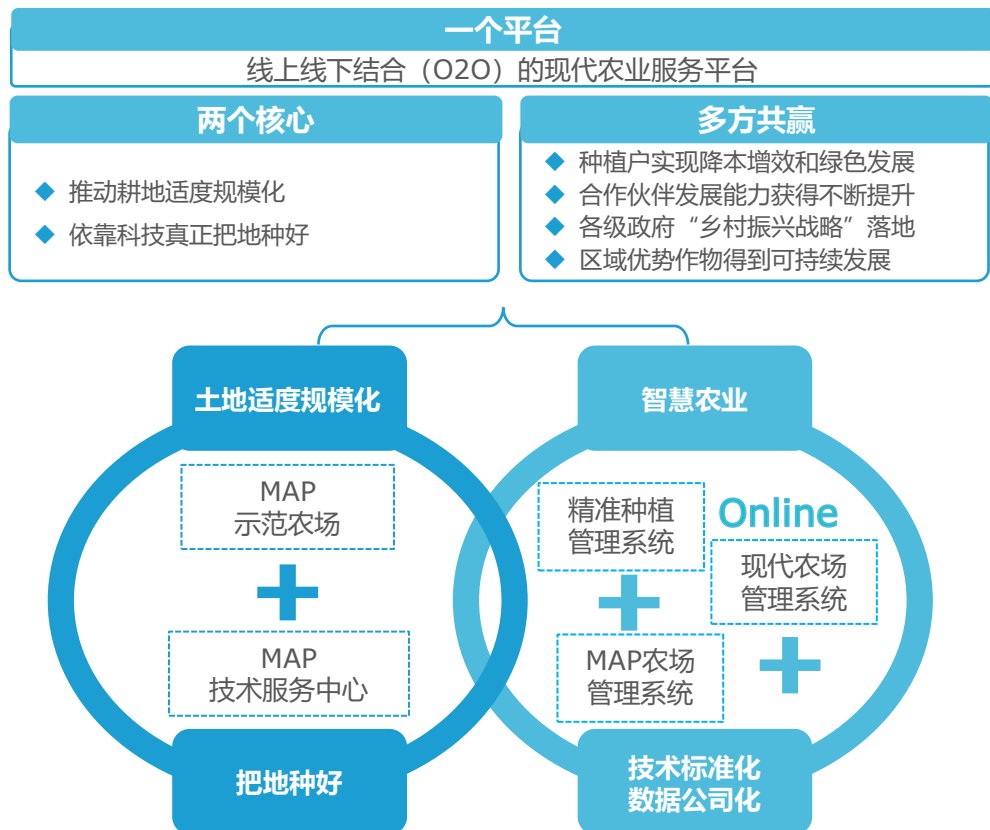 一个平台
线上线下结合（O2O）的现代农业服务平台
两个核心
推动耕地适度规模化
依靠科技真正把地种好
多方共赢
种植户实现降本增效和绿色发展
合作伙伴发展能力获得不断提升
各级政府“乡村振兴战略”落地
区域优势作物得到可持续发展
土地适度规模化
MAP
示范农场
MAP
技术服务中心
把地种好
智慧农业
精准种植
管理系统
Online
现代农场
管理系统
MAP农场
管理系统
技术标准化
数据公司化